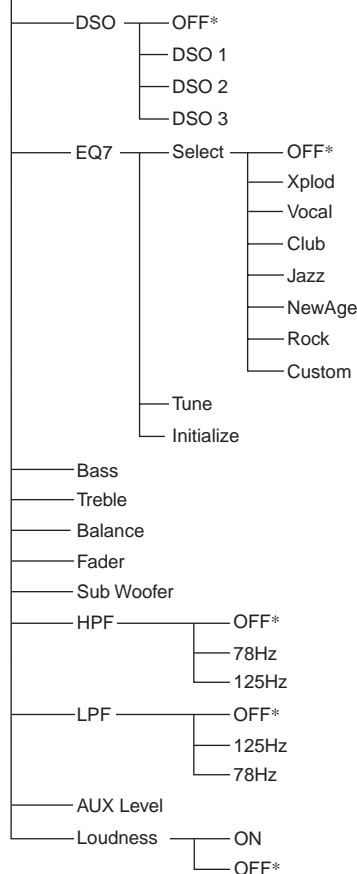 DSO OFF*
DSO 1
DSO 2
DSO 3
EQ7 Select OFF*
Xplod
Vocal
Club
Jazz
NewAge
Rock
Custom
Tune
Initialize
Bass
Treble
Balance
Fader
Sub Woofer
HPF OFF*
78Hz
125Hz
LPF OFF*
125Hz
78Hz
AUX Level
Loudness ON
OFF*